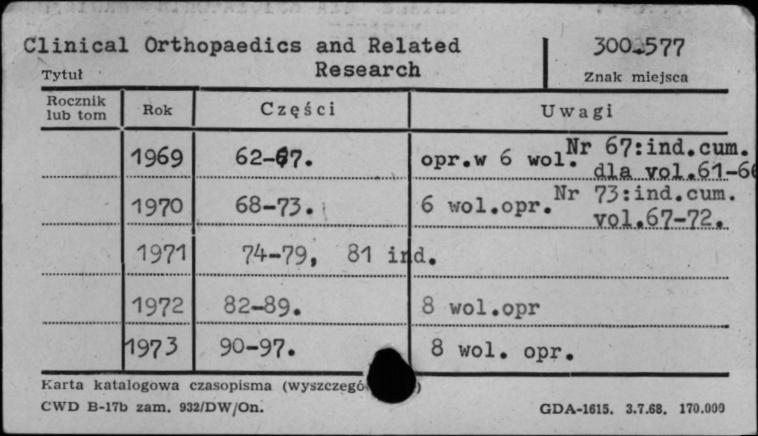 Clinical Orthopaedics and Related Research
300-577
Tytuł
Znak miejsca
Rocznik lub tom
Rok
Części
Uwagi
1969 62-67. opr.w 6 wol. Nr 67:ind.cum. dla vol.61-66
1970 68-73. 6 wol.opr. Nr 73:ind.cum. vol.67-72.
1971 74-79, 81 ind.
1972 82-89. 8 wol.opr
1973 90-97. 8 wol. opr.
Karta katalogowa czasopisma
CWD B-17b zam. 932/DW/On.
GDA-1615. 3.7.68. 170.000